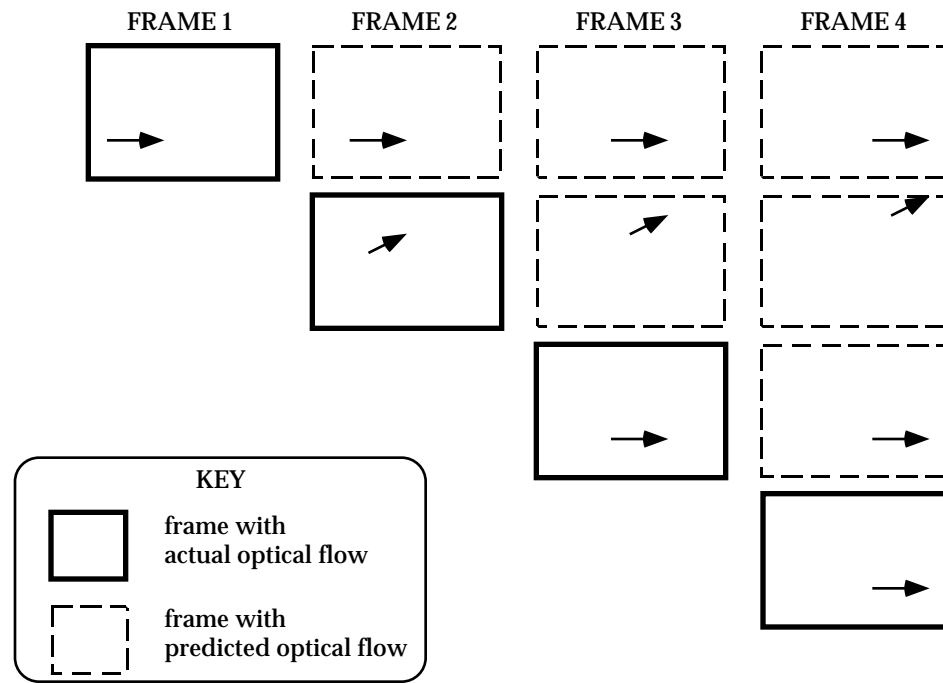 FRAME 1 FRAME 2 FRAME 3 FRAME 4
KEY
frame with
actual optical flow
frame with
predicted optical flow